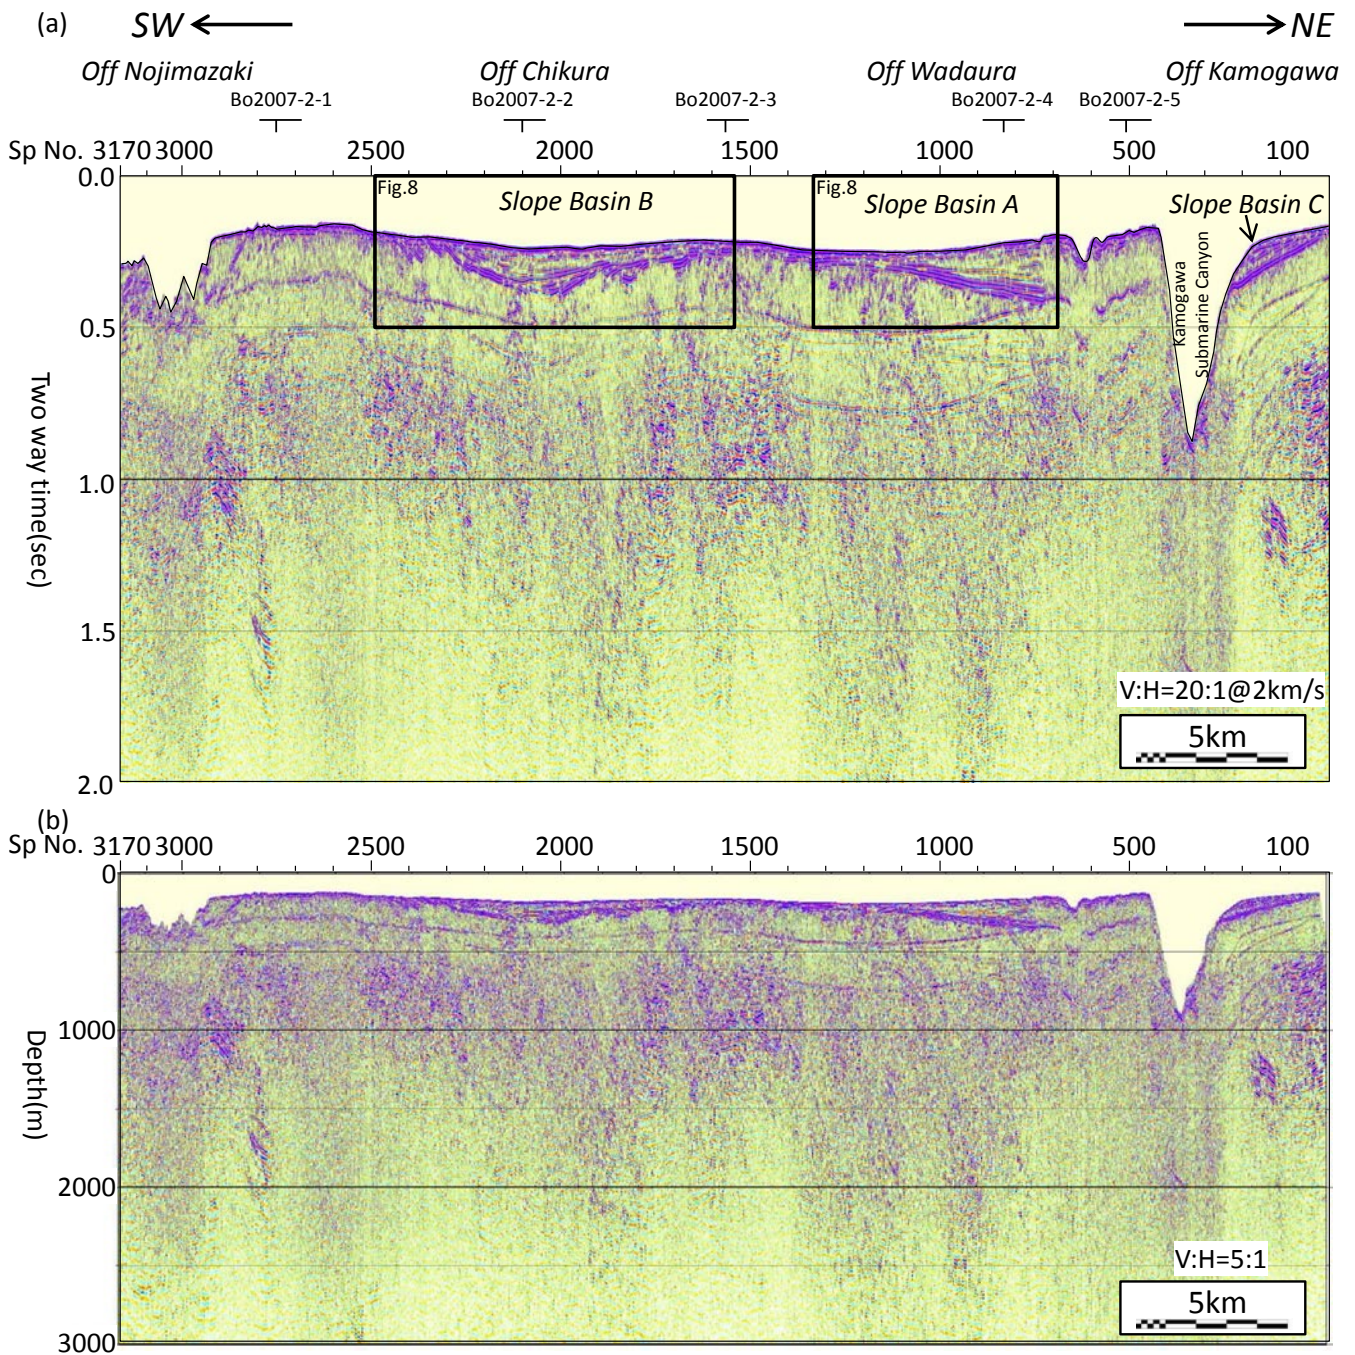 (a)
SW NE
Off Nojimazaki Off Chikura Off Wadaura Off Kamogawa
Bo2007-2-1 Bo2007-2-2 Bo2007-2-3 Bo2007-2-4 Bo2007-2-5
Sp No. 3170 3000 2500 2000 1500 1000 500 100
0.0
Fig.8
Slope Basin B
Fig.8
Slope Basin A
Slope Basin C
Kamogawa
Submarine Canyon
0.5
Two way time(sec)
1.0
1.5
V:H=20:1@2km/s
5km
2.0
(b)
Sp No. 3170 3000 2500 2000 1500 1000 500 100
0
Depth(m)
1000
2000
V:H=5:1
5km
3000